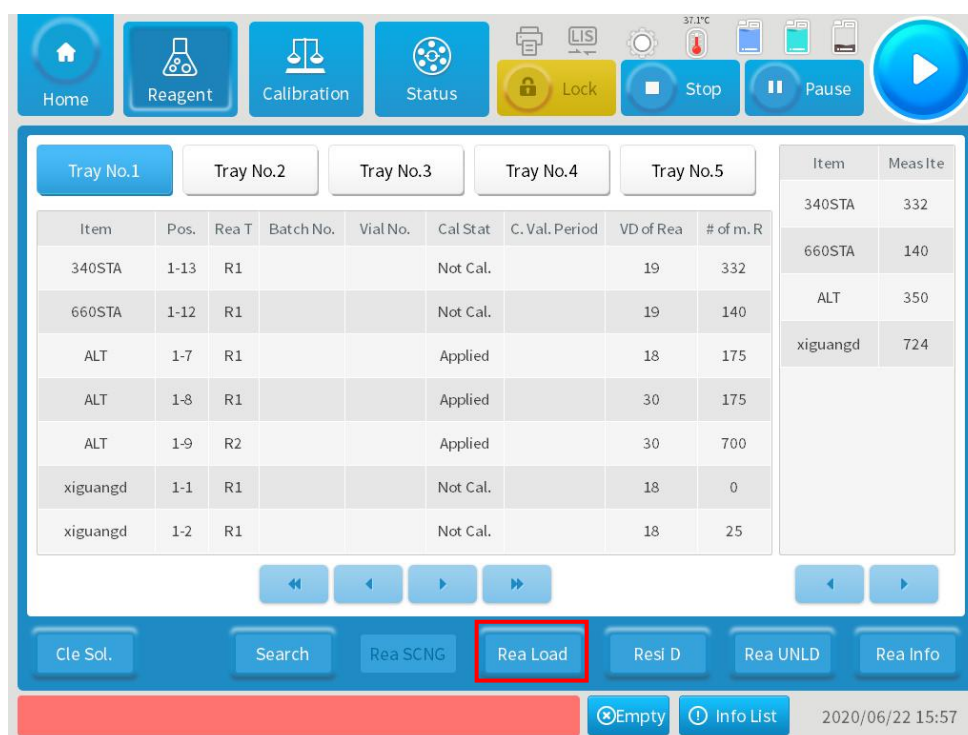 37.1°C
LIS
Home Reagent Calibration Status Lock Stop Pause
Tray No.1 Tray No.2 Tray No.3 Tray No.4 Tray No.5
Item Meas Ite
Item Pos. Rea T Batch No. Vial No. Cal Stat C. Val. Period VD of Rea # of m. R
340STA 1-13 R1 Not Cal. 19 332
660STA 1-12 R1 Not Cal. 19 140
ALT 1-7 R1 Applied 18 175
ALT 1-8 R1 Applied 30 175
ALT 1-9 R2 Applied 30 700
xiguangd 1-1 R1 Not Cal. 18 0
xiguangd 1-2 R1 Not Cal. 18 25
340STA 332
660STA 140
ALT 350
xiguangd 724
Cle Sol. Search Rea SCNG Rea Load Resi D Rea UNLD Rea Info
Empty Info List 2020/06/22 15:57